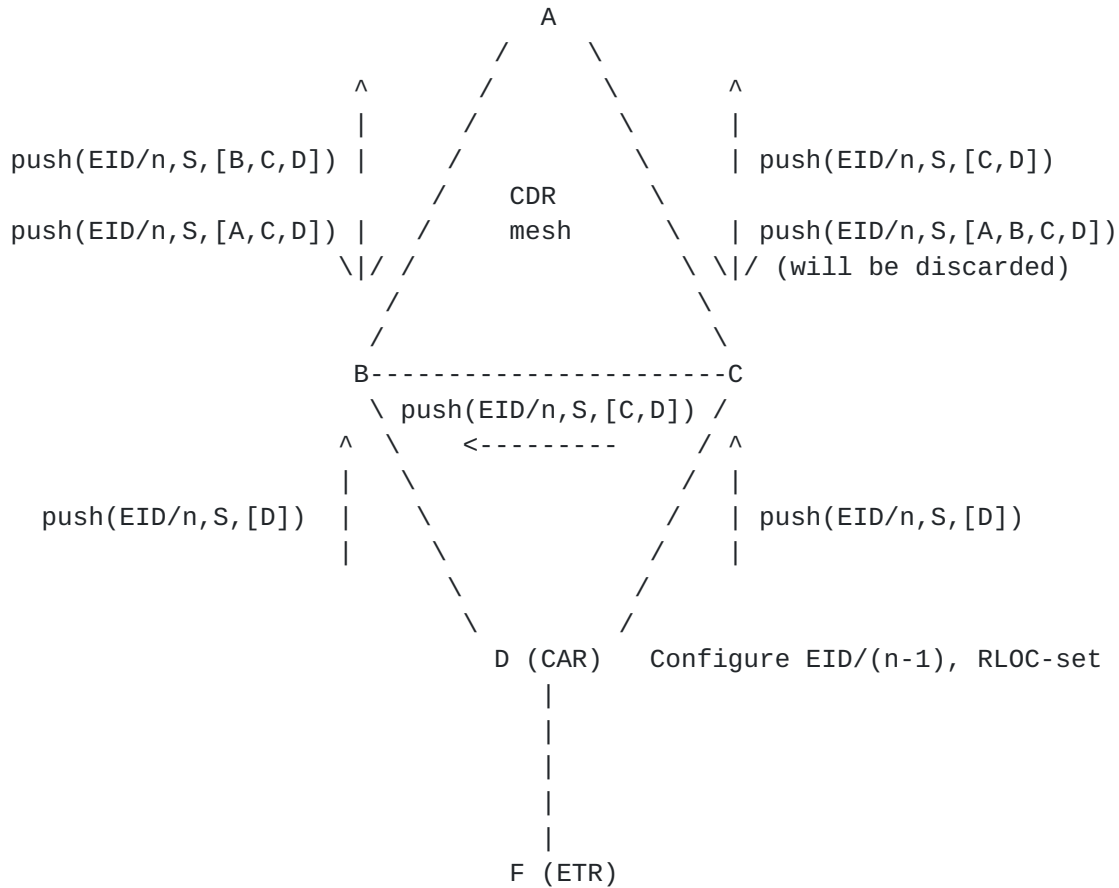 A
push(EID/n,S,[B,C,D]) push(EID/n,S,[C,D])
CDR
push(EID/n,S,[A,C,D]) mesh push(EID/n,S,[A,B,C,D])
(will be discarded)
B-----------------------C
push(EID/n,S,[C,D])
<---------
push(EID/n,S,[D]) push(EID/n,S,[D])
D (CAR) Configure EID/(n-1), RLOC-set
F (ETR)